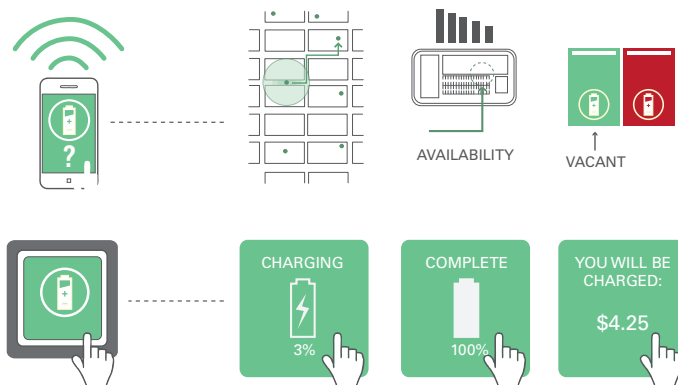 ?
AVAILABILITY
VACANT
CHARGING
3%
COMPLETE
100%
YOU WILL BE
CHARGED:
$4.25